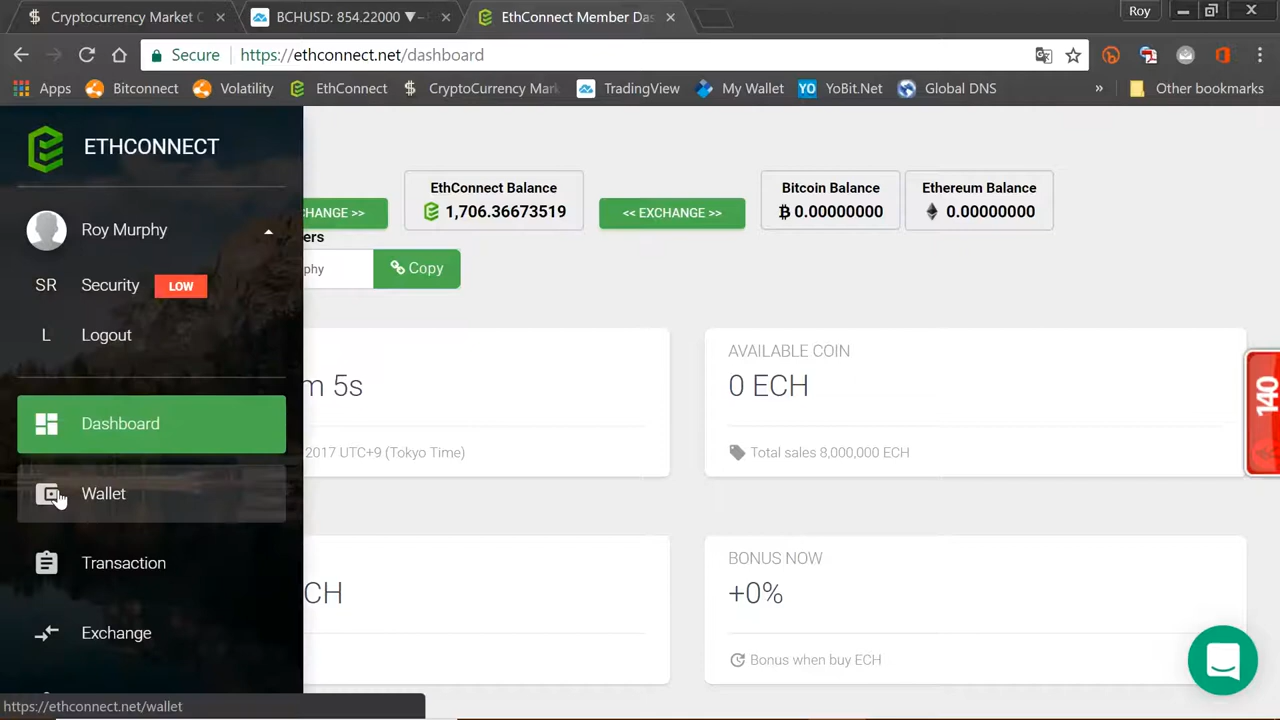 Cryptocurrency Market C
BCHUSD: 854.22000 ▼ -
EthConnect Member Das
Roy
Secure
https://ethconnect.net/dashboard
Apps
Bitconnect
Volatility
EthConnect
CryptoCurrency Mark
TradingView
My Wallet
YoBit.Net
Global DNS
»
Other bookmarks
ETHCONNECT
Roy Murphy
SR Security LOW
L Logout
Dashboard
Wallet
Transaction
Exchange
https://ethconnect.net/wallet
CHANGE >>
EthConnect Balance
1,706.36673519
<< EXCHANGE >>
Bitcoin Balance
0.00000000
Ethereum Balance
0.00000000
ers
phy
Copy
m 5s
2017 UTC+9 (Tokyo Time)
AVAILABLE COIN
0 ECH
Total sales 8,000,000 ECH
CH
BONUS NOW
+0%
Bonus when buy ECH
140